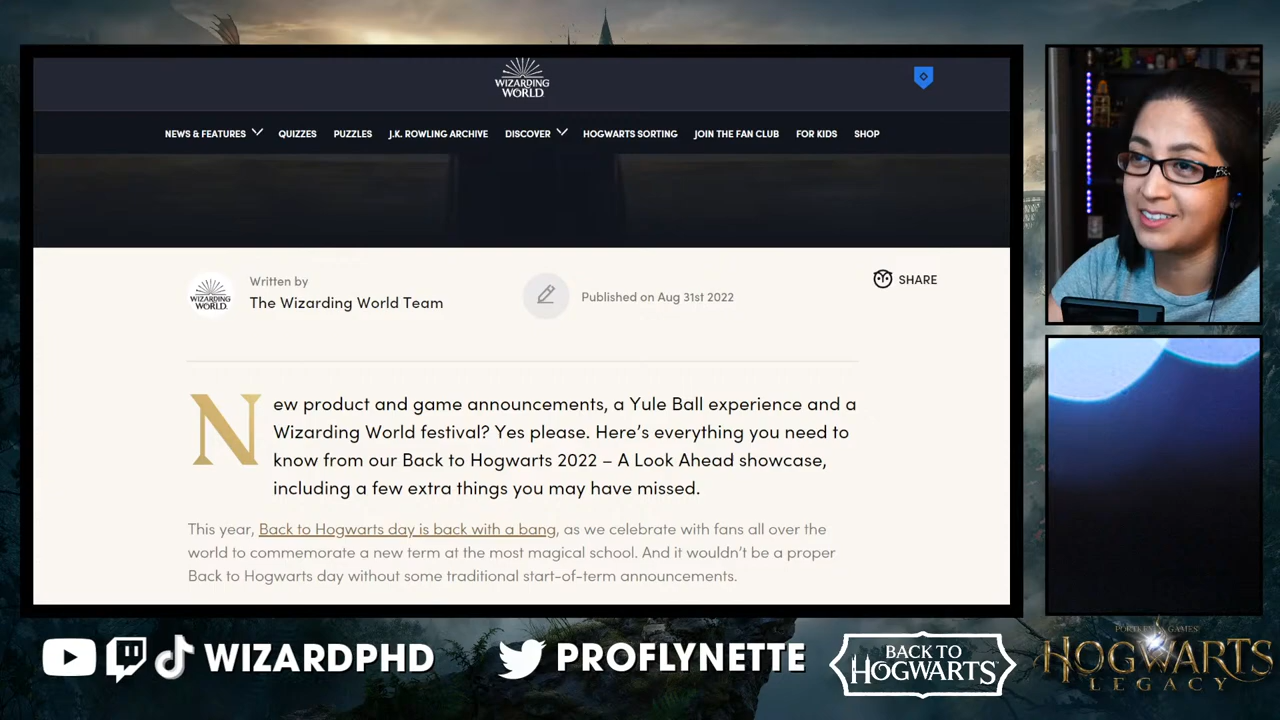 WIZARDING
WORLD
NEWS & FEATURES QUIZZES PUZZLES J.K. ROWLING ARCHIVE DISCOVER HOGWARTS SORTING JOIN THE FAN CLUB FOR KIDS SHOP
WIZARDING
WORLD
Written by
The Wizarding World Team
Published on Aug 31st 2022
SHARE
New product and game announcements, a Yule Ball experience and a
Wizarding World festival? Yes please. Here’s everything you need to
know from our Back to Hogwarts 2022 – A Look Ahead showcase,
including a few extra things you may have missed.
This year, Back to Hogwarts day is back with a bang, as we celebrate with fans all over the
world to commemorate a new term at the most magical school. And it wouldn’t be a proper
Back to Hogwarts day without some traditional start-of-term announcements.
WIZARDPHD
PROFLYNETTE
BACK TO
HOGWARTS
PORTKEY GAMES
HOGWARTS
LEGACY